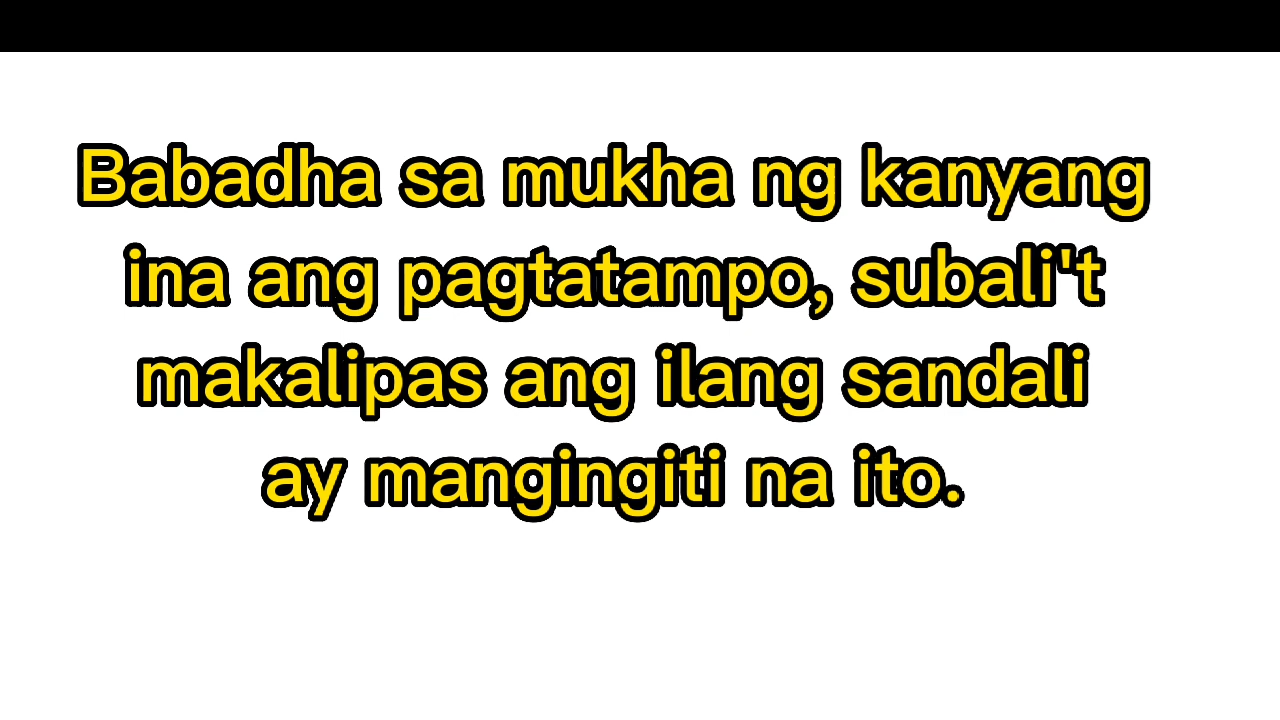 Babadha sa mukha ng kanyang
ina ang pagtatampo, subali't
makalipas ang ilang sandali
ay mangingiti na ito.